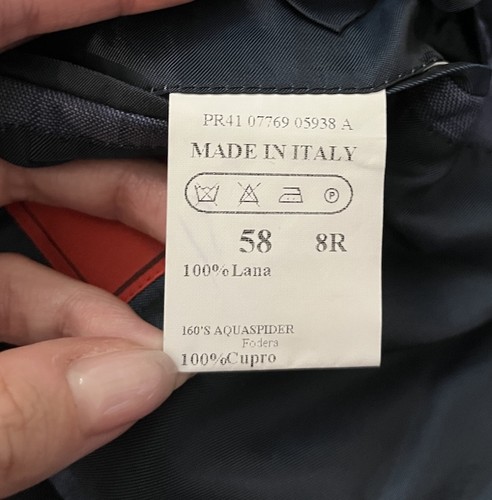 PR41 07769 05938 A
MADE IN ITALY
P
58 8R
100%Lana
160'S AQUASPIDER
Fodera
100%Cupro